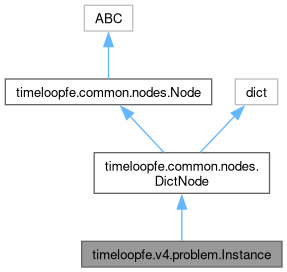 ABC
timeloopfe.common.nodes.Node
dict
timeloopfe.common.nodes.
DictNode
timeloopfe.v4.problem.Instance